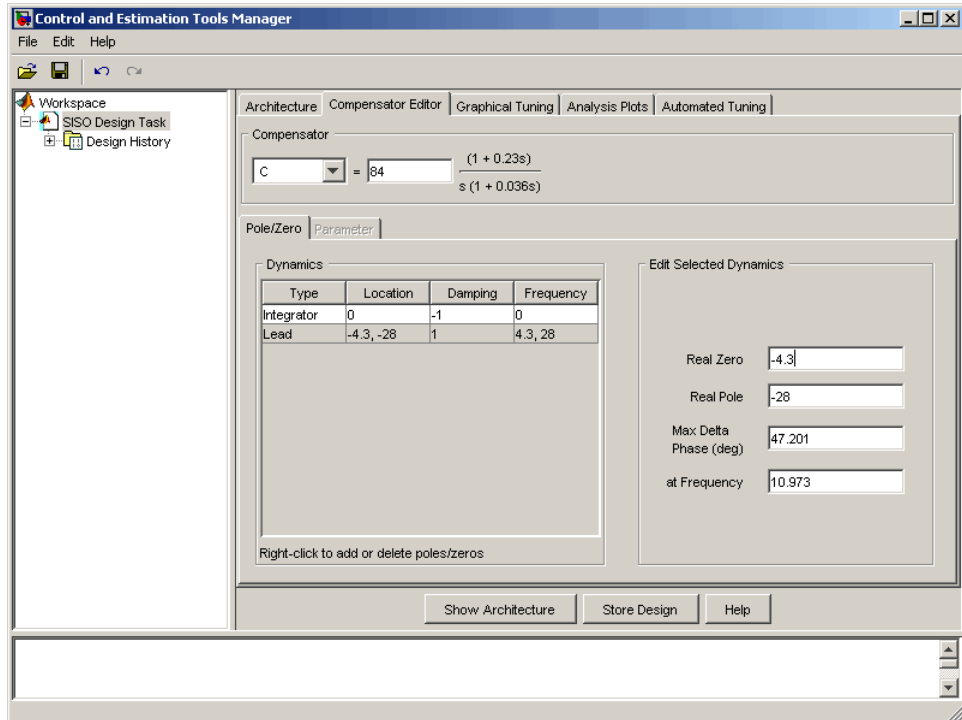 Control and Estimation Tools Manager
File Edit Help
Workspace
SISO Design Task
Design History
Architecture Compensator Editor Graphical Tuning Analysis Plots Automated Tuning
Compensator
C = 84 (1 + 0.23s)
s (1 + 0.036s)
Pole/Zero Parameter
Dynamics
Type Location Damping Frequency
Integrator 0 -1 0
Lead -4.3, -28 1 4.3, 28
Right-click to add or delete poles/zeros
Edit Selected Dynamics
Real Zero -4.3
Real Pole -28
Max Delta
Phase (deg) 47.201
at Frequency 10.973
Show Architecture Store Design Help